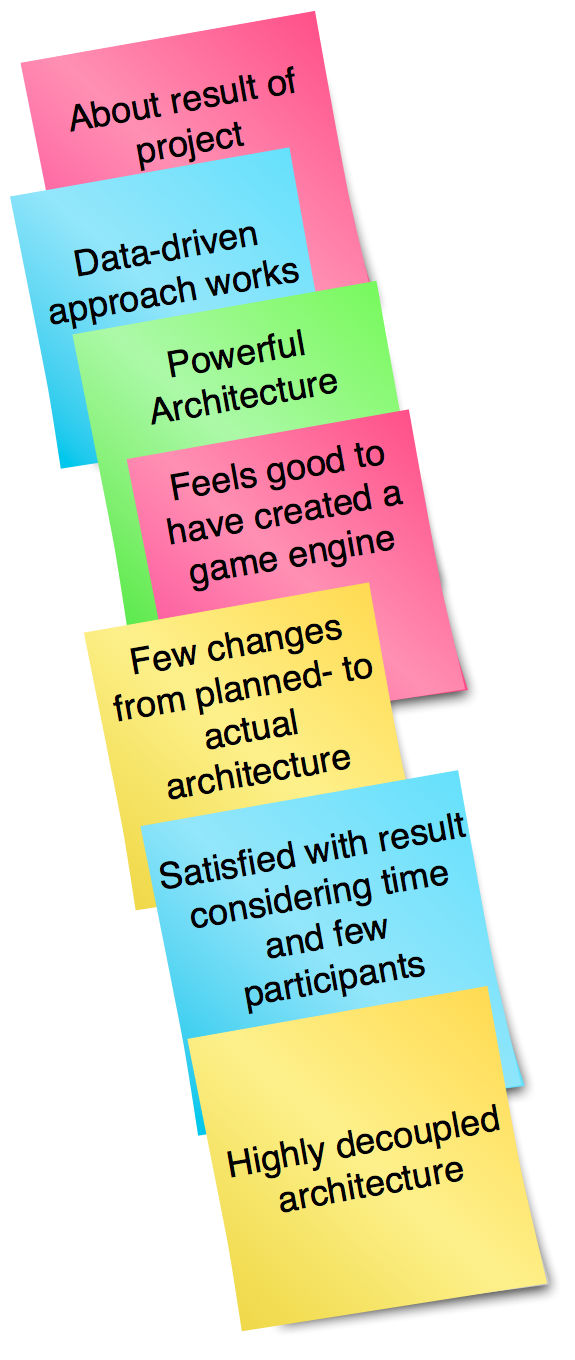 About result of
project
Data-driven
approach works
Powerful
Architecture
Feels good to
have created a
game engine
Few changes
from planned- to
actual
architecture
Satisfied with result
considering time
and few
participants
Highly decoupled
architecture